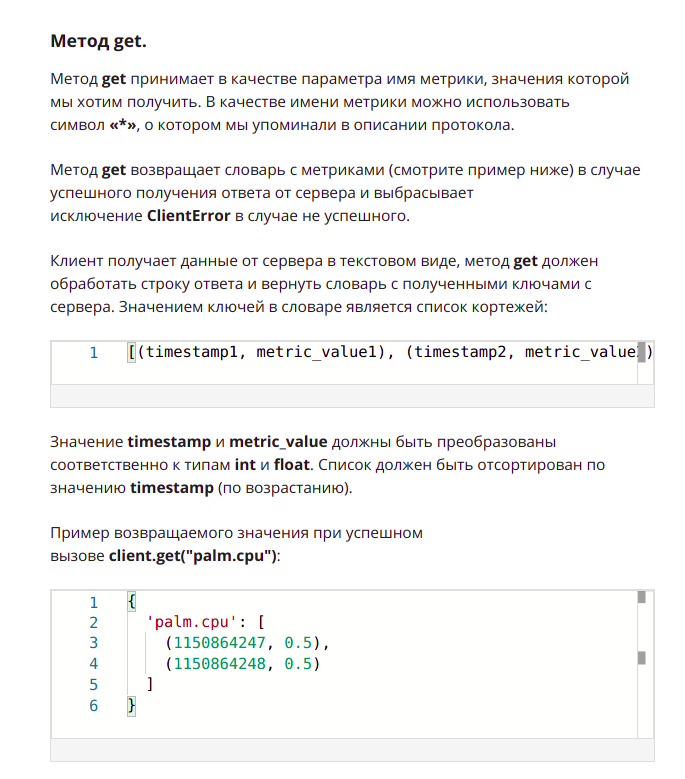 Метод get.
Метод get принимает в качестве параметра имя метрики, значения которой
мы хотим получить. В качестве имени метрики можно использовать
символ «*», о котором мы упоминали в описании протокола.
Метод get возвращает словарь с метриками (смотрите пример ниже) в случае
успешного получения ответа от сервера и выбрасывает
исключение ClientError в случае не успешного.
Клиент получает данные от сервера в текстовом виде, метод get должен
обработать строку ответа и вернуть словарь с полученными ключами с
сервера. Значением ключей в словаре является список кортежей:
1 [(timestamp1, metric_value1), (timestamp2, metric_value2)
Значение timestamp и metric_value должны быть преобразованы
соответственно к типам int и float. Список должен быть отсортирован по
значению timestamp (по возрастанию).
Пример возвращаемого значения при успешном
вызове client.get("palm.cpu"):
1 {
2 'palm.cpu': [
3 (1150864247, 0.5),
4 (1150864248, 0.5)
5 ]
6 }